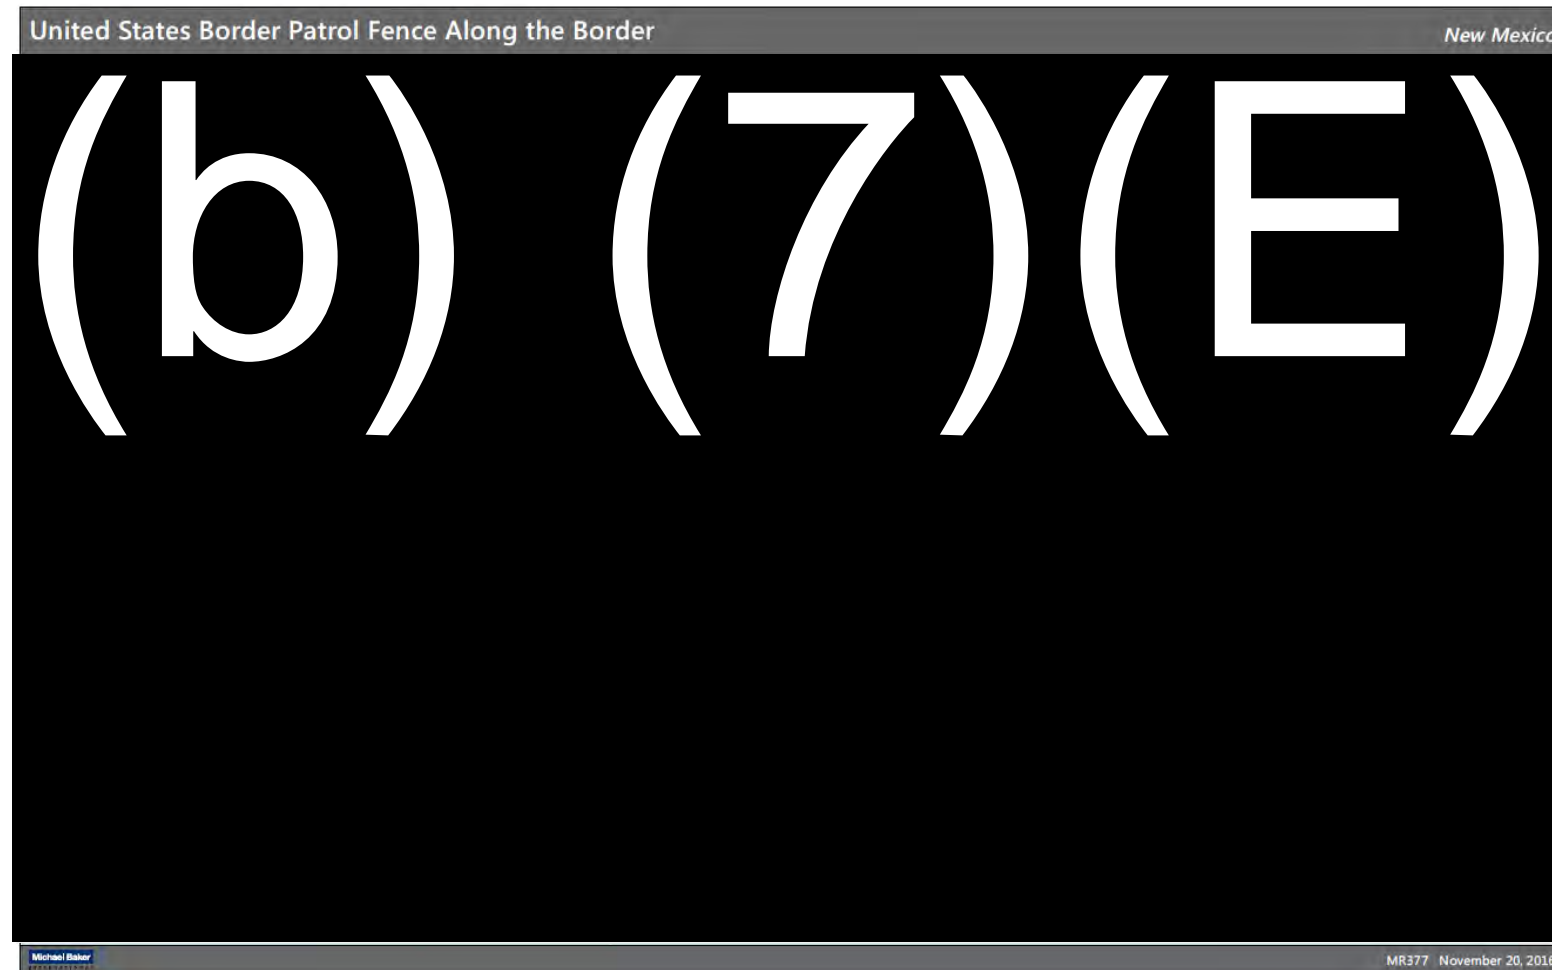 United States Border Patrol Fence Along the Border
New Mexico
(b) (7)(E)
Michael Baker
MR377 November 20, 2016